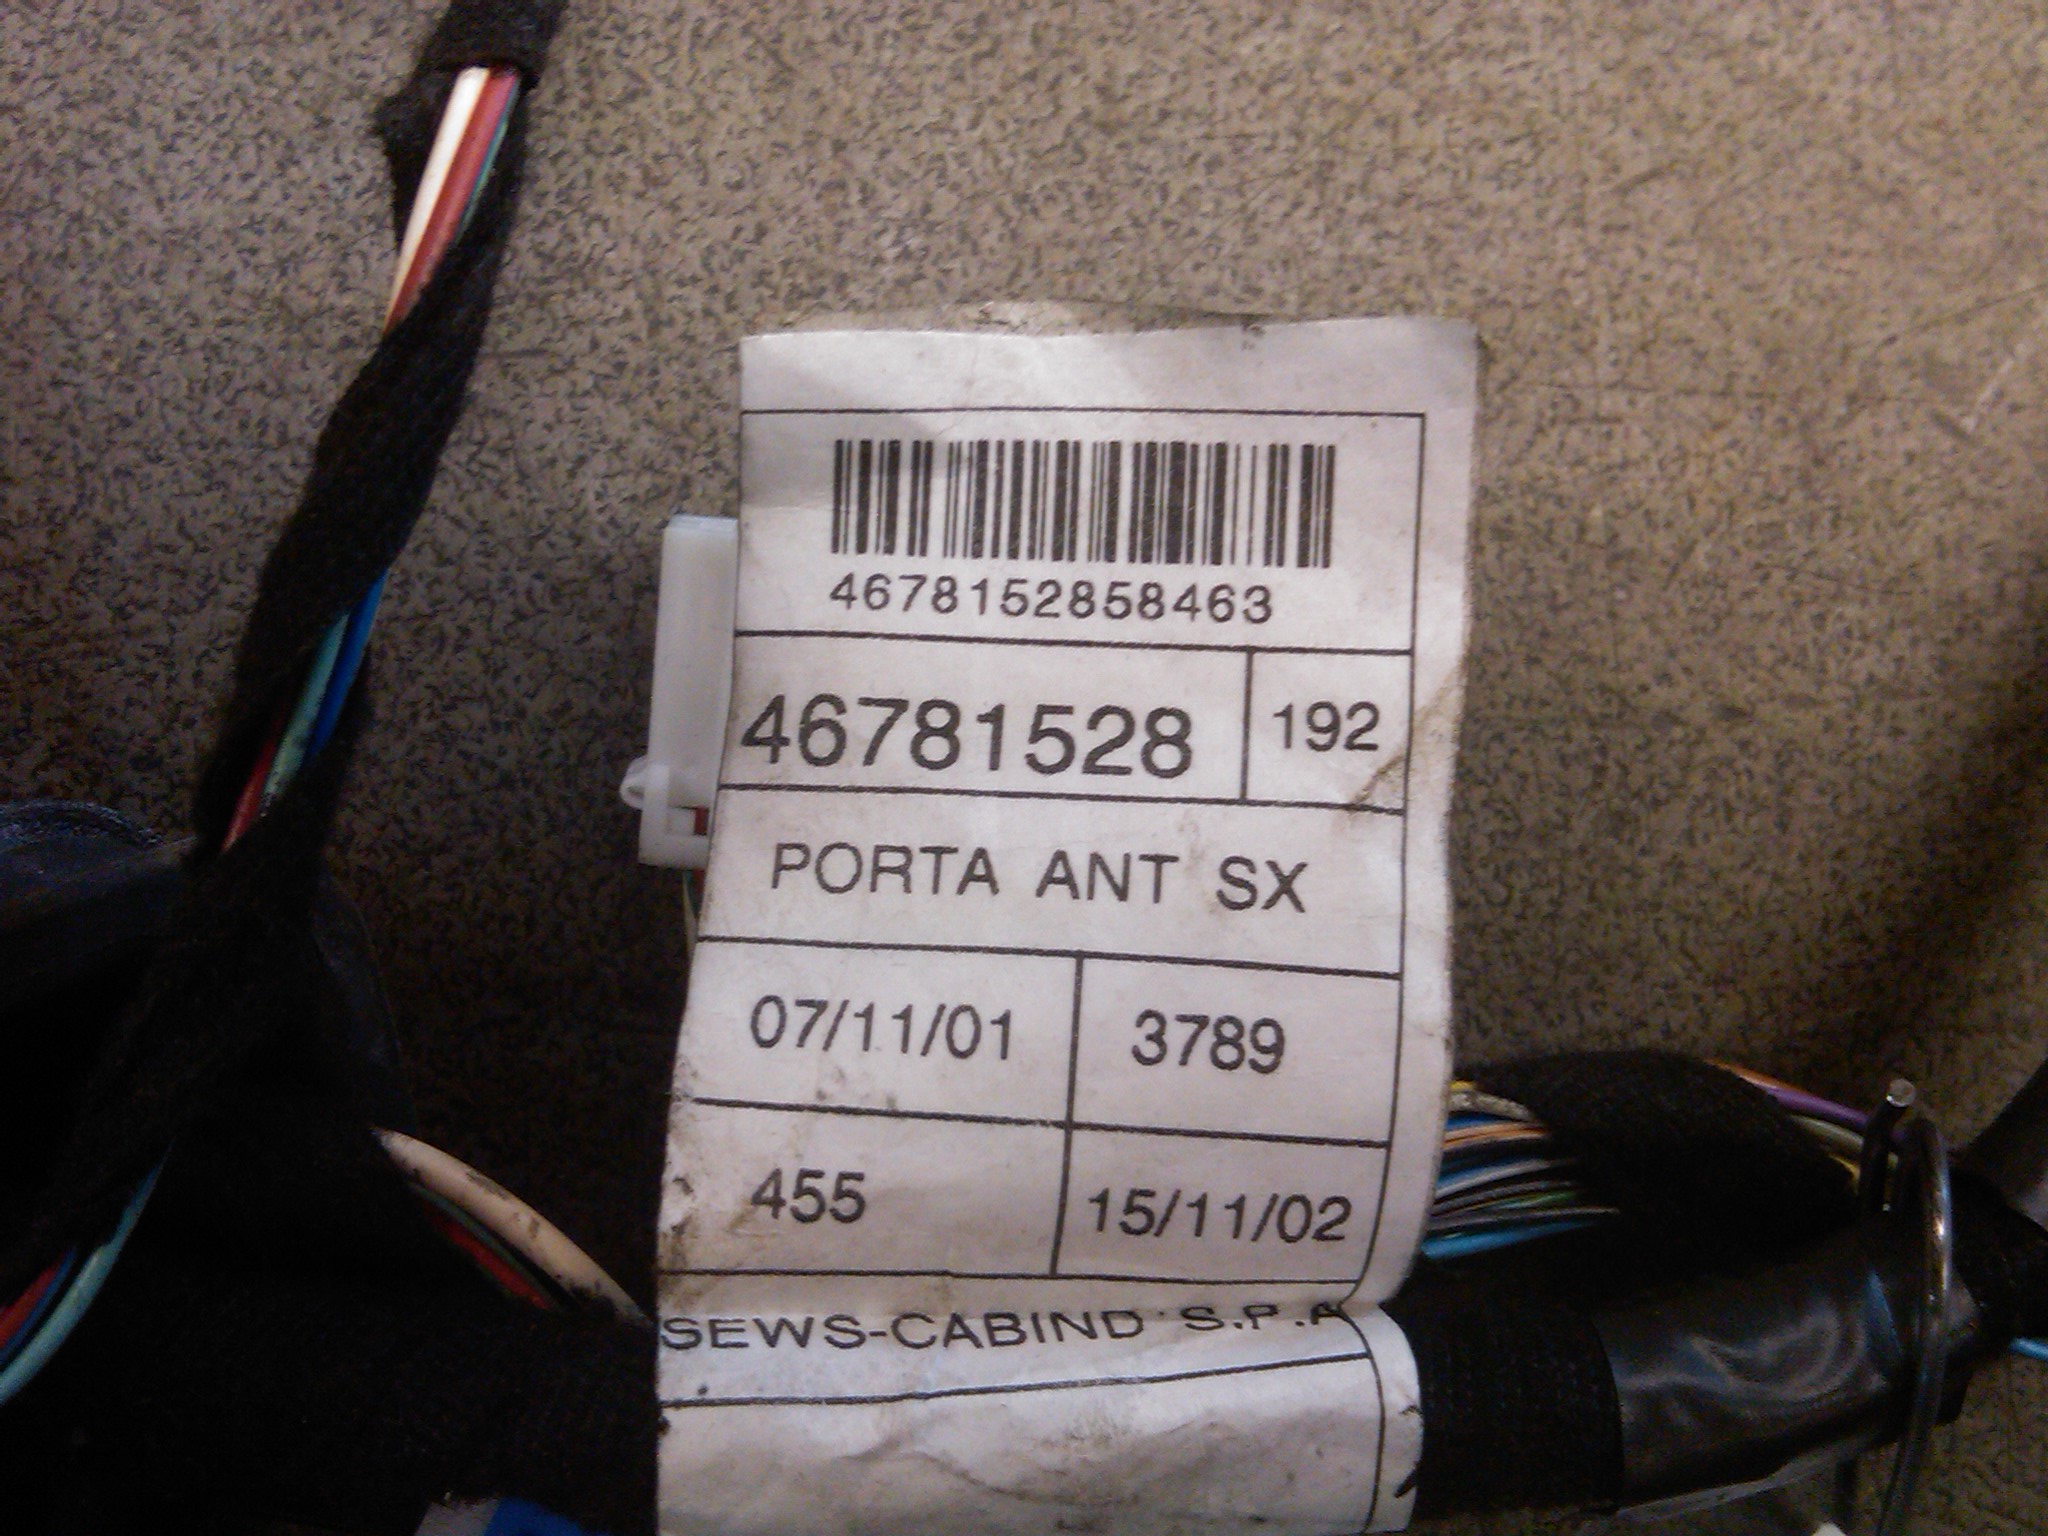 4678152858463
46781528 192
PORTA ANT SX
07/11/01 3789
455 15/11/02
SEWS-CABIND S.P.A